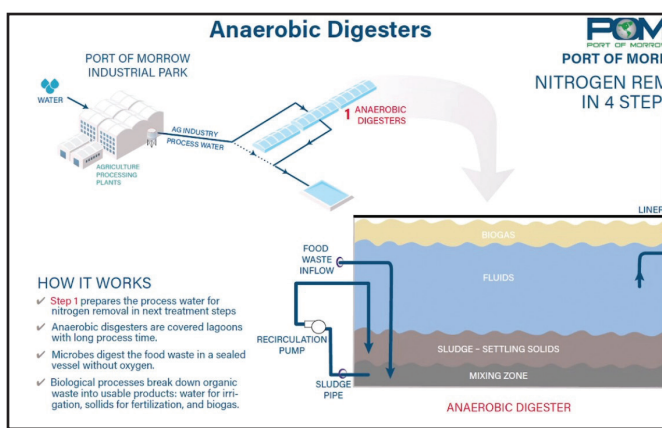 Anaerobic Digesters
POM
PORT OF MORROW
PORT OF MORR
NITROGEN REM
IN 4 STEP
PORT OF MORROW
INDUSTRIAL PARK
WATER
AG INDUSTRY
PROCESS WATER
AGRICULTURE
PROCESSING
PLANTS
1 ANAEROBIC
DIGESTERS
LINER
BIOGAS
FOOD
WASTE
INFLOW
FLUIDS
RECIRCULATION
PUMP
SLUDGE – SETTLING SOLIDS
MIXING ZONE
SLUDGE
PIPE
ANAEROBIC DIGESTER
HOW IT WORKS
✓ Step 1 prepares the process water for
nitrogen removal in next treatment steps
✓ Anaerobic disgesters are covered lagoons
with long process time.
✓ Microbes digest the food waste in a sealed
vessel without oxygen.
✓ Biological processes break down organic
waste into usable products: water for irri-
gation, sollids for fertilization, and biogas.